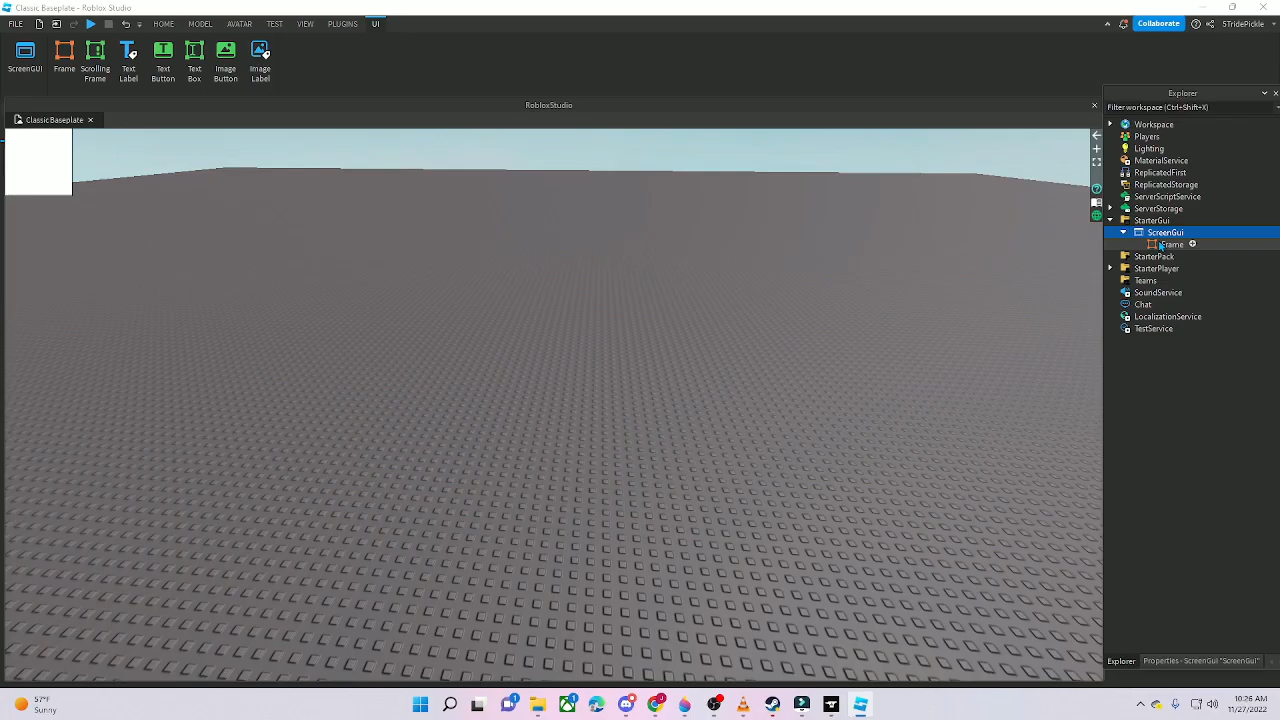 Classic Baseplate - Roblox Studio
FILE HOME MODEL AVATAR TEST VIEW PLUGINS UI Collaborate 5TridePickle
ScreenGUI Frame Scrolling Frame Text Label Text Button Text Box Image Button Image Label
RobloxStudio
ClassicBaseplate
Explorer
Filter workspace (Ctrl+Shift+X)
Workspace
Players
Lighting
MaterialService
ReplicatedFirst
ReplicatedStorage
ServerScriptService
ServerStorage
StarterGui
ScreenGui
Frame
StarterPack
StarterPlayer
Teams
SoundService
Chat
LocalizationService
TestService
Explorer Properties - ScreenGui "ScreenGui"
57°F
Sunny
10:26 AM
11/27/2022